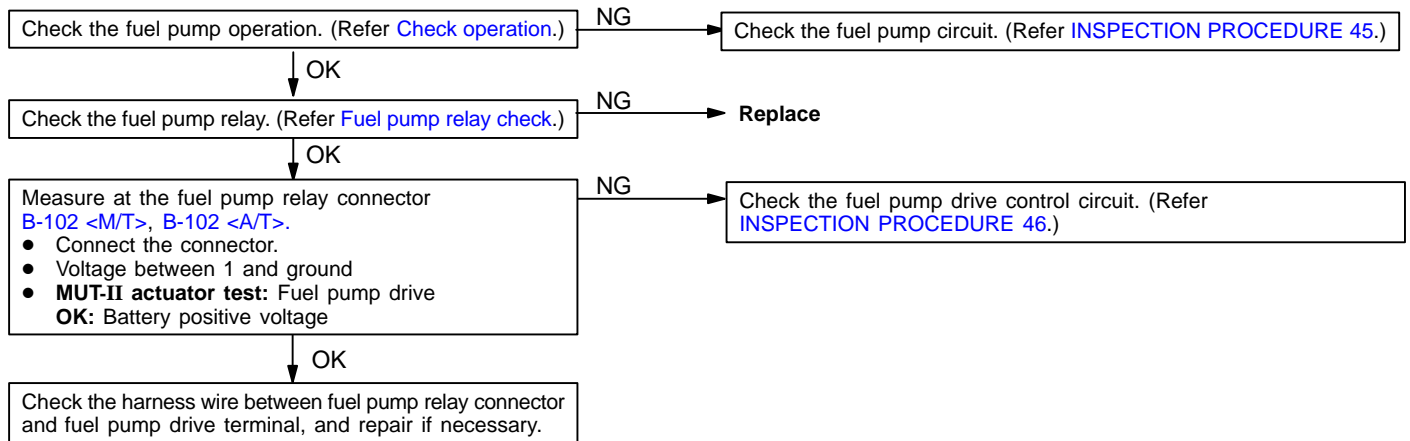 Check the fuel pump operation. (Refer Check operation.)
NG
Check the fuel pump circuit. (Refer INSPECTION PROCEDURE 45.)
OK
Check the fuel pump relay. (Refer Fuel pump relay check.)
NG
Replace
OK
Measure at the fuel pump relay connector
B-102 <M/T>, B-102 <A/T>.
● Connect the connector.
● Voltage between 1 and ground
● MUT-II actuator test: Fuel pump drive
OK: Battery positive voltage
NG
Check the fuel pump drive control circuit. (Refer
INSPECTION PROCEDURE 46.)
OK
Check the harness wire between fuel pump relay connector
and fuel pump drive terminal, and repair if necessary.